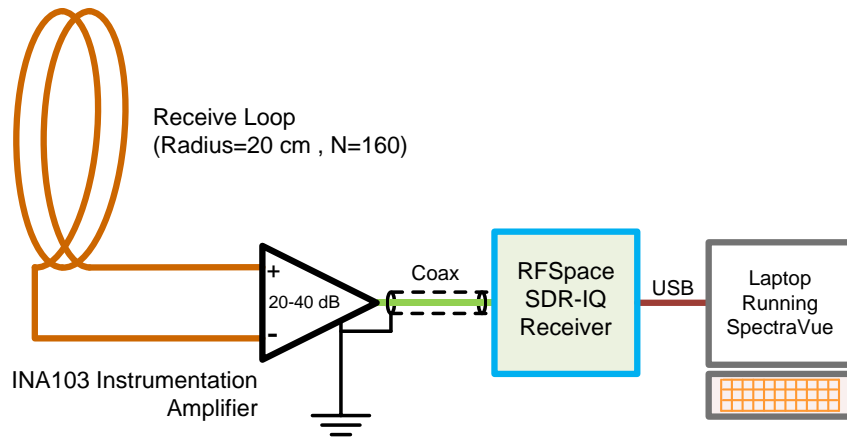 Receive Loop
(Radius=20 cm , N=160)
+
20-40 dB
-
INA103 Instrumentation
Amplifier
Coax
RFSpace
SDR-IQ
Receiver
USB
Laptop
Running
SpectraVue